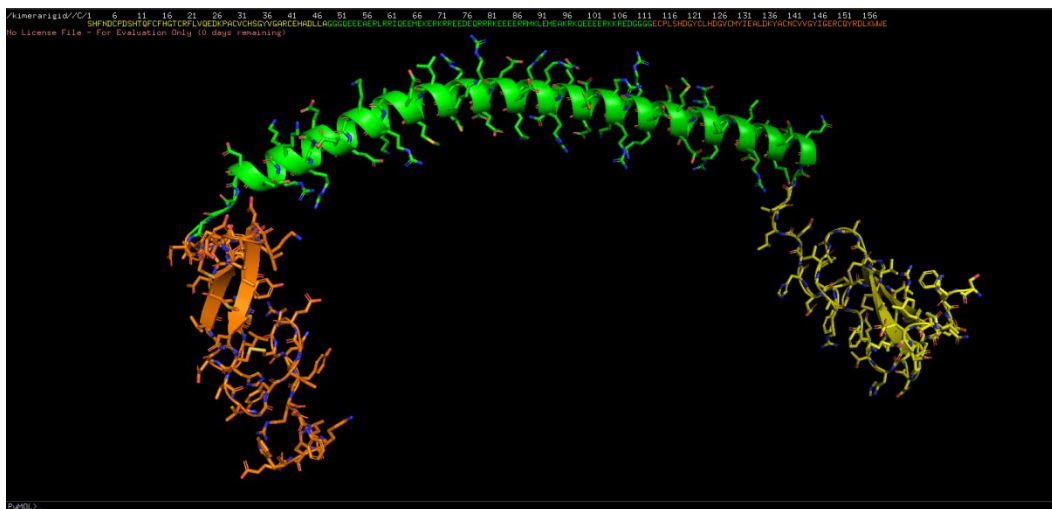 /kimerarigid//C/1 6 11 16 21 26 31 36 41 46 51 56 61 66 71 76 81 86 91 96 101 106 111 116 121 126 131 136 141 146 151 156
SHFNDCPDSHTQFCFHGTCRFLVQEDKPACVCHSGYVGARCEHADLLAGGGQEEEAERLRRIQEEMEKERKRREEDEQRRRKEEEERRMKLEMEAKRKQEEEERKKREDGGGGECPLSHDGYCLHDGVCMYIEALDKYACNCVVGYIGERCQYRDLKWWE
No License File - For Evaluation Only (0 days remaining)
PyMOL>